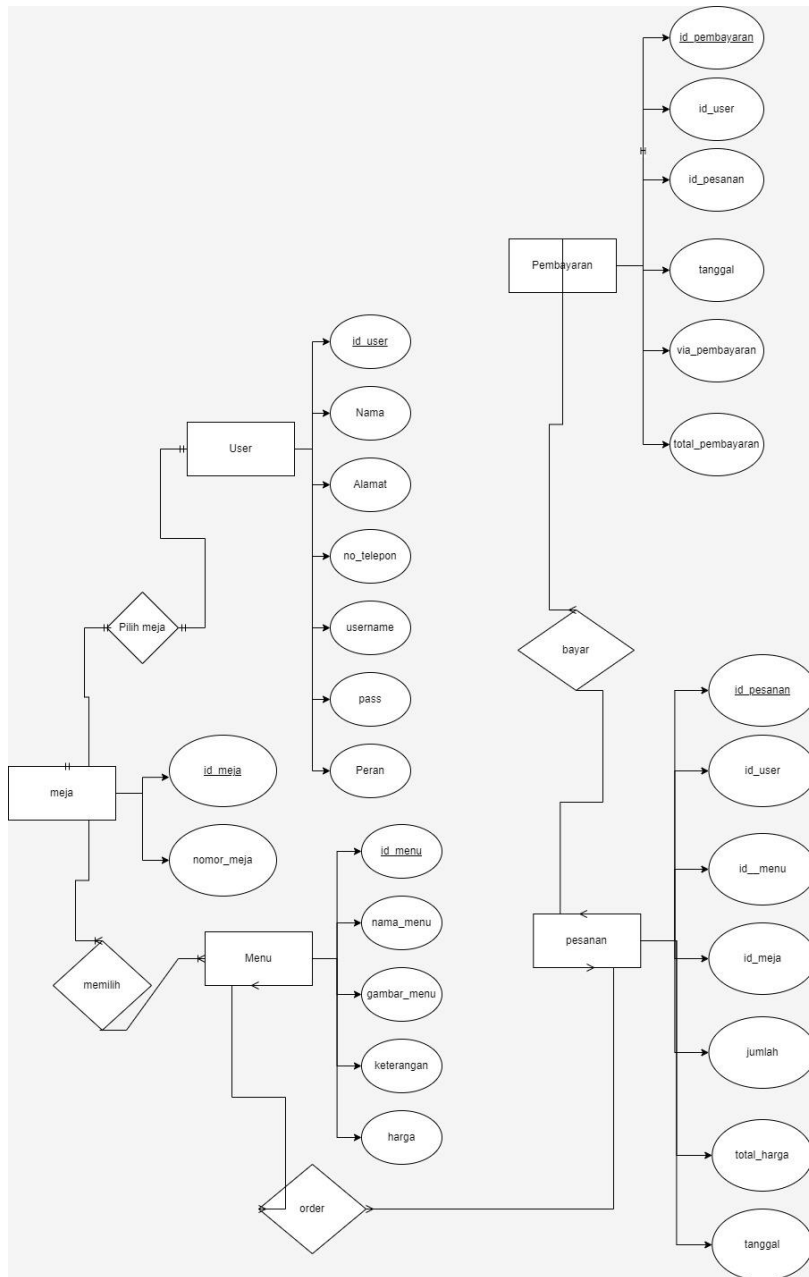 id_pembayaran
id_user
id_pesanan
Pembayaran
tanggal
via_pembayaran
total_pembayaran
id_user
Nama
User
Alamat
no_telepon
username
pass
Peran
Pilih meja
bayar
id_pesanan
id_user
id__menu
id_meja
jumlah
total_harga
tanggal
pesanan
meja
id_meja
nomor_meja
memilih
Menu
id_menu
nama_menu
gambar_menu
keterangan
harga
order